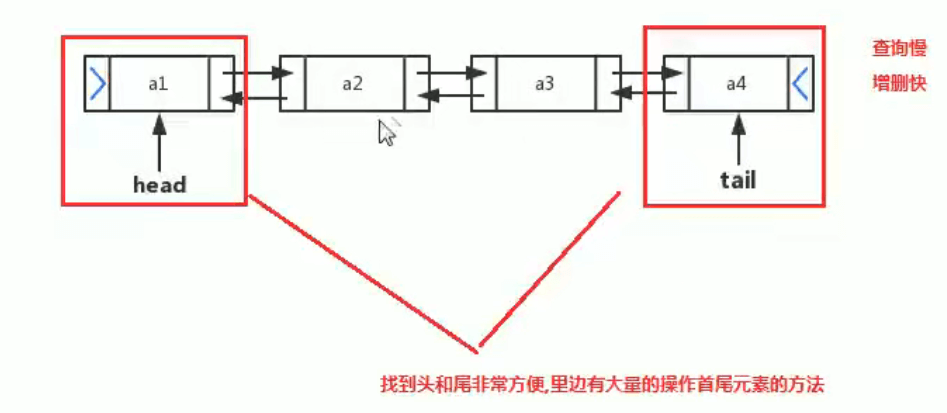 查询慢
增删快
a1 a2 a3 a4
head
tail
找到头和尾非常方便,里边有大量的操作首尾元素的方法